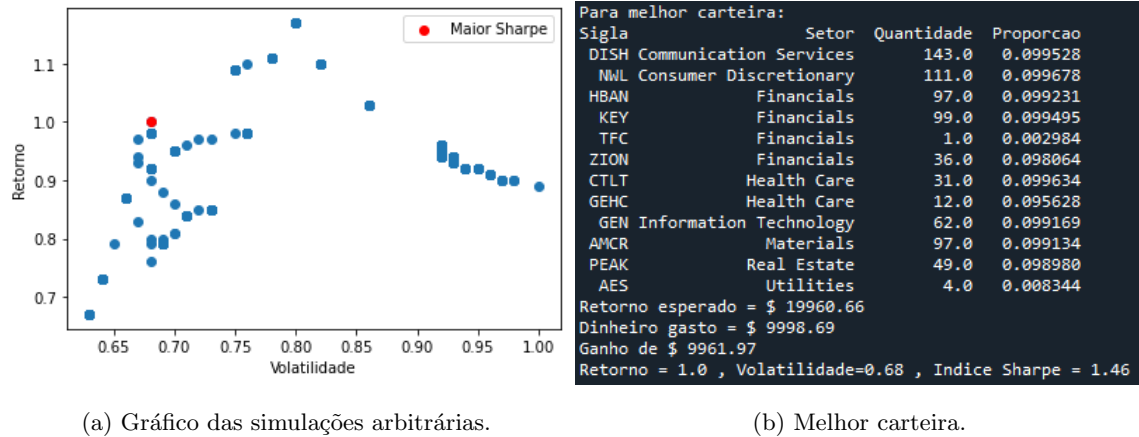 Maior Sharpe
Retorno
1.1
1.0
0.9
0.8
0.7
0.65 0.70 0.75 0.80 0.85 0.90 0.95 1.00
Volatilidade
(a) Gráfico das simulações arbitrárias.
Para melhor carteira:
Sigla Setor Quantidade Proporcao
DISH Communication Services 143.0 0.099528
NWL Consumer Discretionary 111.0 0.099678
HBAN Financials 97.0 0.099231
KEY Financials 99.0 0.099495
TFC Financials 1.0 0.002984
ZION Financials 36.0 0.098064
CTLT Health Care 31.0 0.099634
GEHC Health Care 12.0 0.095628
GEN Information Technology 62.0 0.099169
AMCR Materials 97.0 0.099134
PEAK Real Estate 49.0 0.098980
AES Utilities 4.0 0.008344
Retorno esperado = $ 19960.66
Dinheiro gasto = $ 9998.69
Ganho de $ 9961.97
Retorno = 1.0 , Volatilidade=0.68 , Indice Sharpe = 1.46
(b) Melhor carteira.